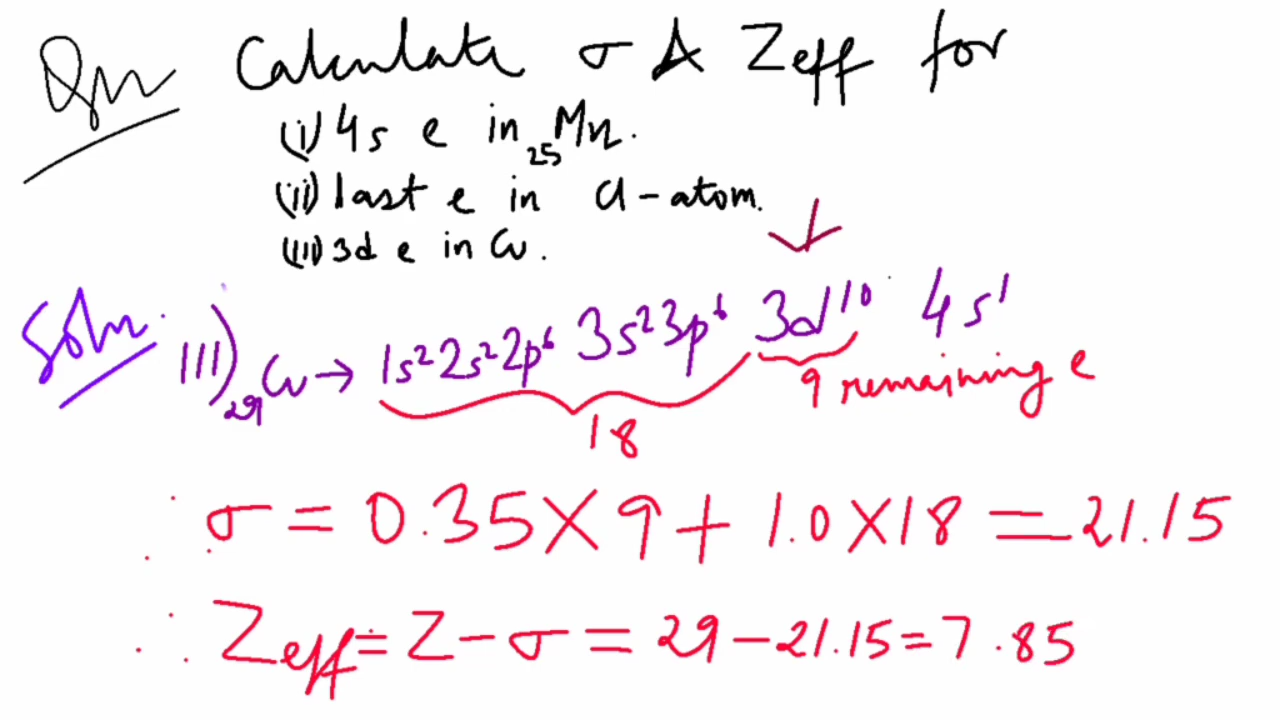 Qn Calculate σ & Zeff for
(i) 4s e in ₂₅Mn.
(ii) last e in Cl-atom.
(iii) 3d e in Cu.
Soln.
III) ₂₉Cu → 1s² 2s² 2p⁶ 3s² 3p⁶ 3d¹⁰ 4s¹
18
9 remaining e
∴ σ = 0.35 × 9 + 1.0 × 18 = 21.15
∴ Zeff = Z - σ = 29 - 21.15 = 7.85